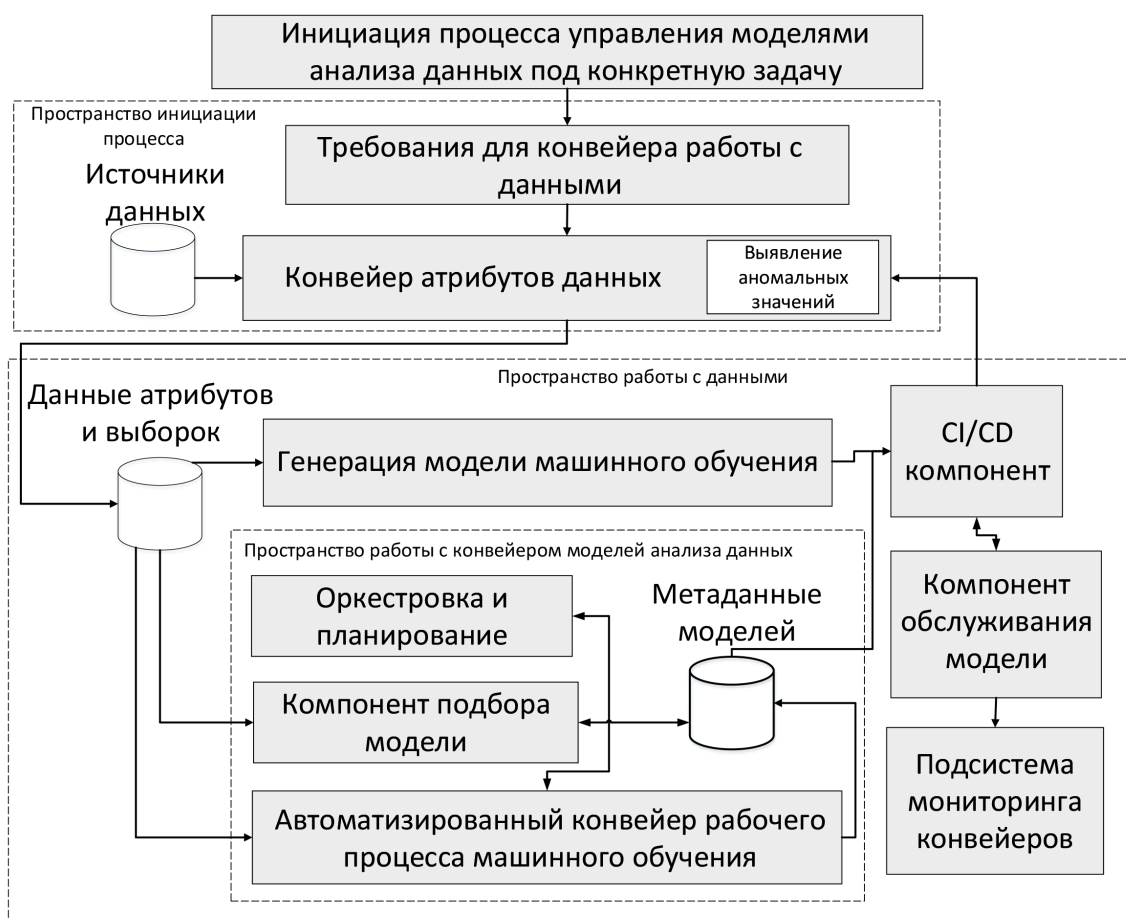 Инициация процесса управления моделями
анализа данных под конкретную задачу
Пространство инициации
процесса
Требования для конвейера работы с
данными
Источники
данных
Конвейер атрибутов данных
Выявление
аномальных
значений
Пространство работы с данными
Данные атрибутов
и выборок
Генерация модели машинного обучения
CI/CD
компонент
Пространство работы с конвейером моделей анализа данных
Оркестровка и
планирование
Метаданные
моделей
Компонент
обслуживания
модели
Компонент подбора
модели
Подсистема
мониторинга
конвейеров
Автоматизированный конвейер рабочего
процесса машинного обучения